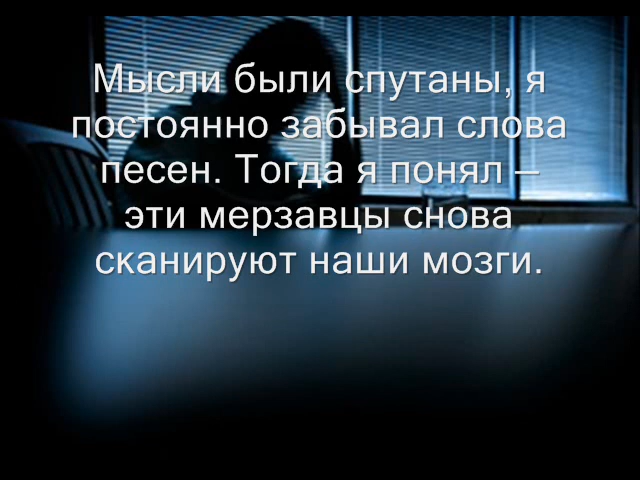 Мысли были спутаны, я
постоянно забывал слова
песен. Тогда я понял –
эти мерзавцы снова
сканируют наши мозги.